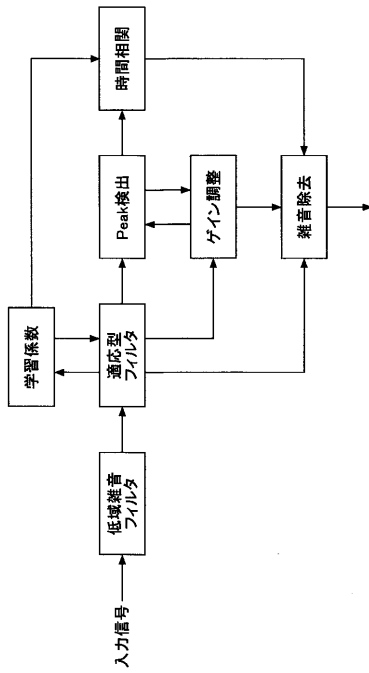 入力信号
低域雑音
フィルタ
学習係数
適応型
フィルタ
Peak検出
時間相関
ゲイン調整
雑音除去